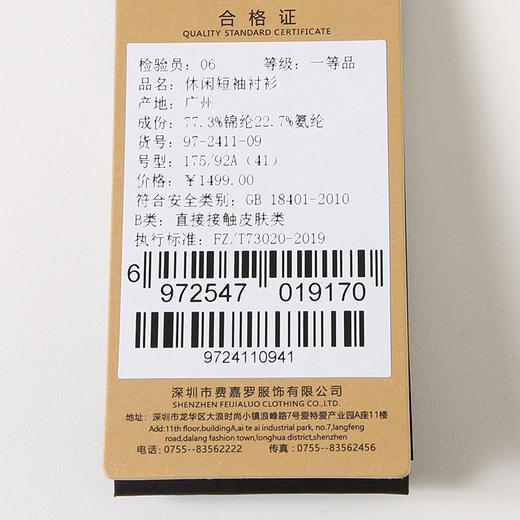 合格证
QUALITY STANDARD CERTIFICATE
检验员：06 等级：一等品
品名：休闲短袖衬衫
产地：广州
成份：77.3%锦纶22.7%氨纶
货号：97-2411-09
号型：175/92A（41）
价格：￥1499.00
符合安全类别：GB 18401-2010
B类：直接接触皮肤类
执行标准：FZ/T73020-2019
6 972547 019170
9724110941
深圳市费嘉罗服饰有限公司
SHENZHEN FEIJIALUO CLOTHING CO.,LTD.
地址：深圳市龙华区大浪时尚小镇浪峰路7号爱特爱产业园A座11楼
Add:11th floor,buildingA,ai te ai industrial park, no.7,langfeng
road,dalang fashion town,longhua district,shenzhen
电话：0755--83562222 传真：0755--83562456